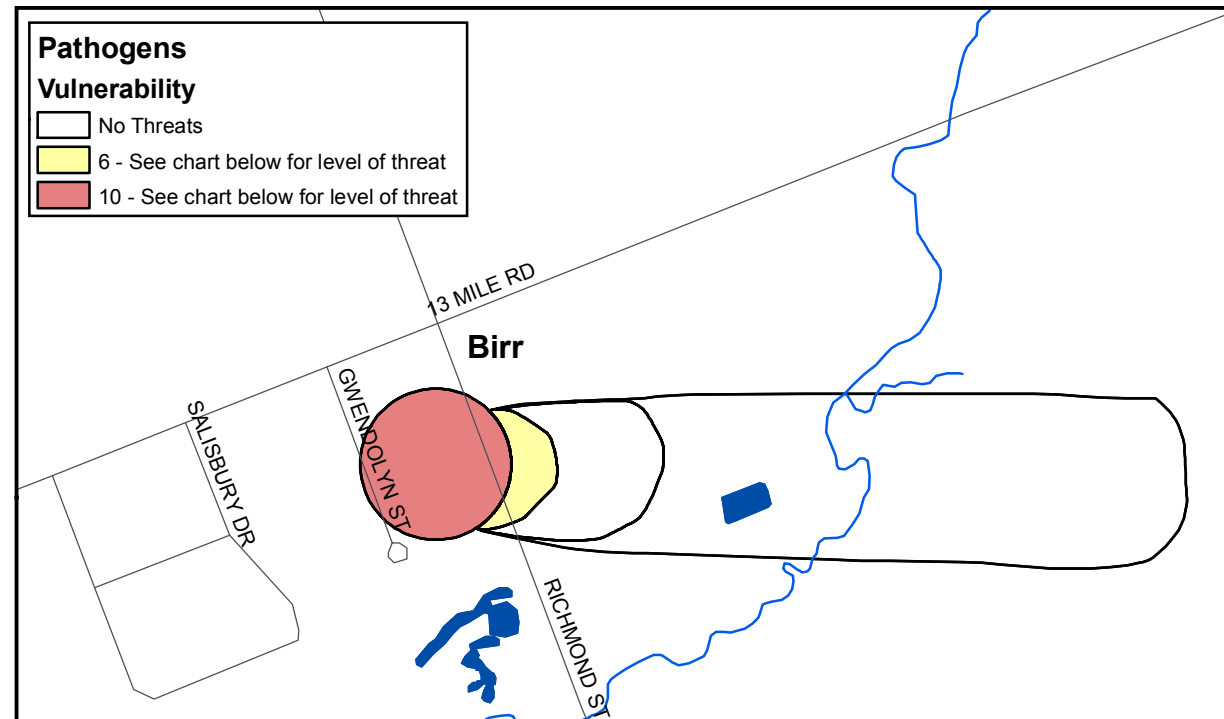 Pathogens
Vulnerability
No Threats
6 - See chart below for level of threat
10 - See chart below for level of threat
13 MILE RD
Birr
GWENDOLYN ST
SALISBURY DR
RICHMOND ST